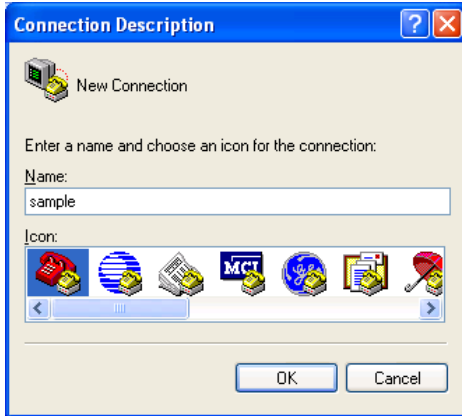 Connection Description
New Connection
Enter a name and choose an icon for the connection:
Name:
sample
Icon:
MCI
OK Cancel